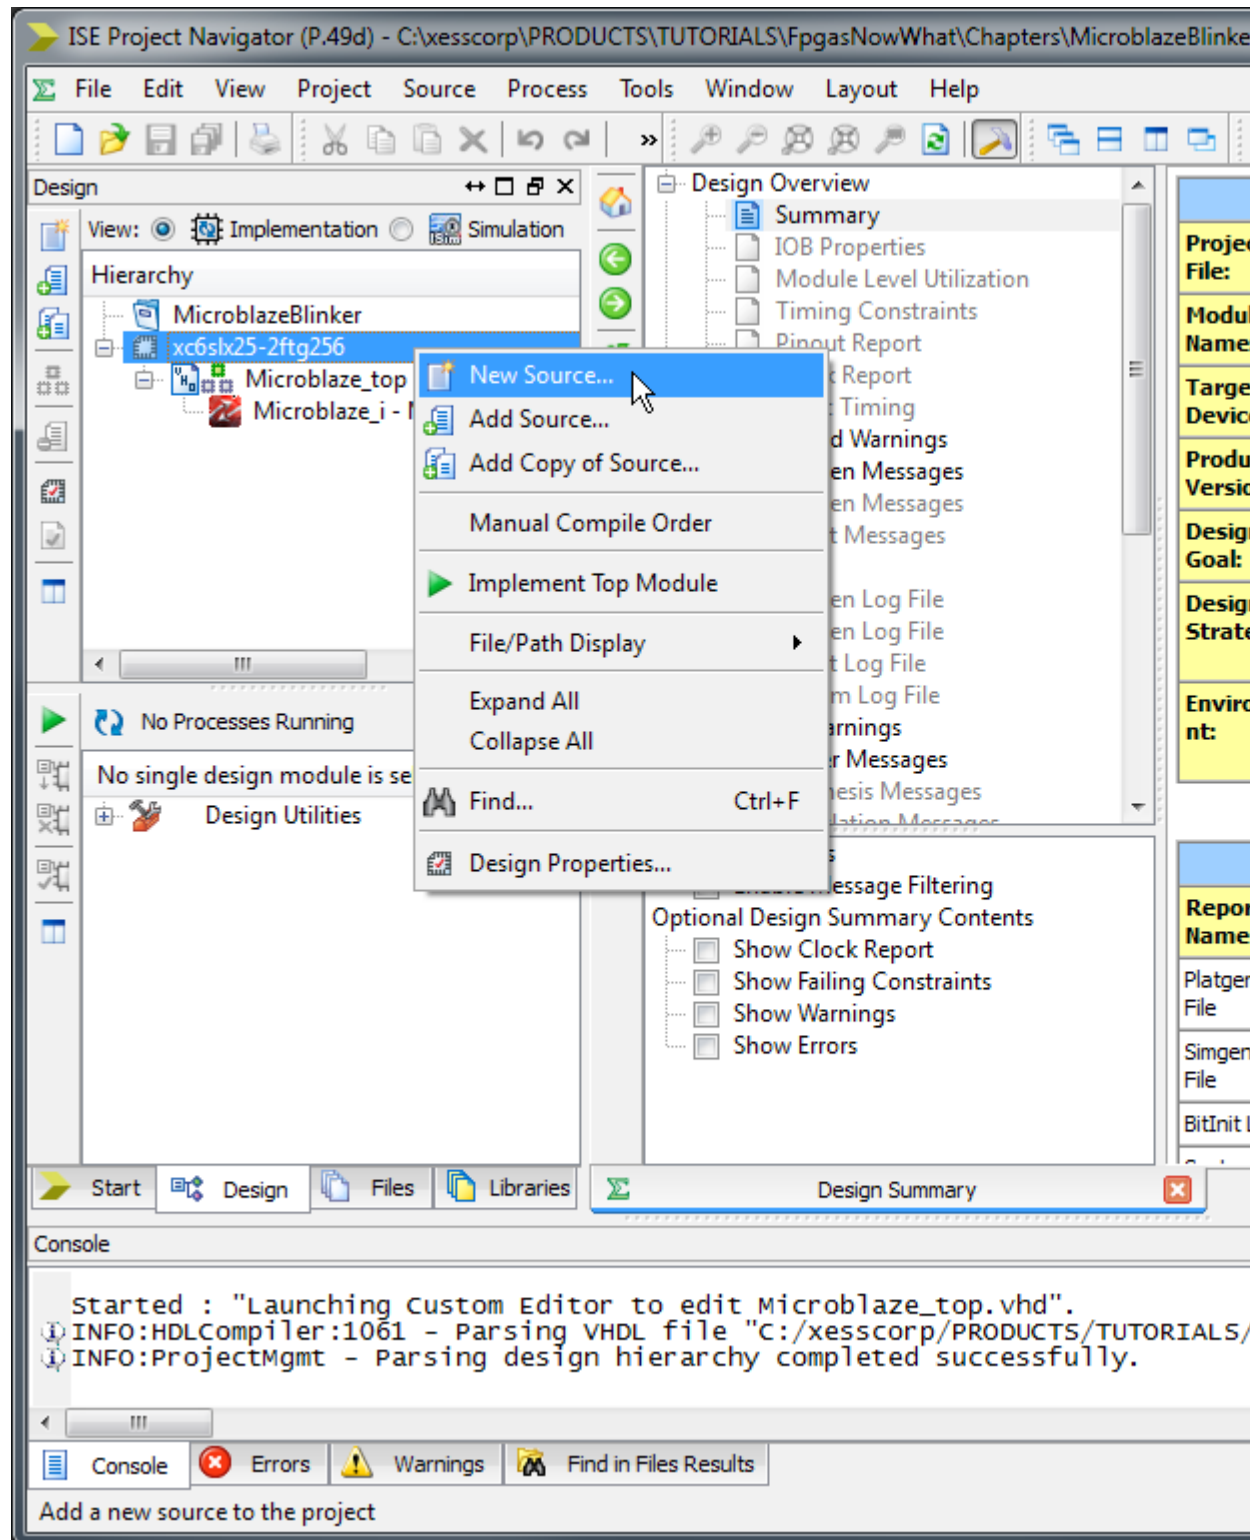 ISE Project Navigator (P.49d) - C:\xesscorp\PRODUCTS\TUTORIALS\FpgasNowWhat\Chapters\MicroblazeBlinke
File Edit View Project Source Process Tools Window Layout Help
»
Design
View: Implementation Simulation
Hierarchy
MicroblazeBlinker
xc6slx25-2ftg256
Microblaze_top
Microblaze_i -
New Source...
Add Source...
Add Copy of Source...
Manual Compile Order
Implement Top Module
File/Path Display
Expand All
Collapse All
Find... Ctrl+F
Design Properties...
No Processes Running
No single design module is se
Design Utilities
Design Overview
Summary
IOB Properties
Module Level Utilization
Timing Constraints
Pinout Report
Report
Timing
d Warnings
en Messages
en Messages
t Messages
en Log File
en Log File
t Log File
m Log File
arnings
r Messages
hesis Messages
lation Messages
s
Enable Message Filtering
Optional Design Summary Contents
Show Clock Report
Show Failing Constraints
Show Warnings
Show Errors
Projec
File:
Modul
Name
Targe
Device
Produ
Versio
Desig
Goal:
Desig
Strate
Enviro
nt:
Repor
Name
Platgen
File
Simgen
File
BitInit L
Start Design Files Libraries
Design Summary
Console
Started : "Launching Custom Editor to edit Microblaze_top.vhd".
INFO:HDLCompiler:1061 - Parsing VHDL file "C:/xesscorp/PRODUCTS/TUTORIALS/
INFO:ProjectMgmt - Parsing design hierarchy completed successfully.
Console Errors Warnings Find in Files Results
Add a new source to the project